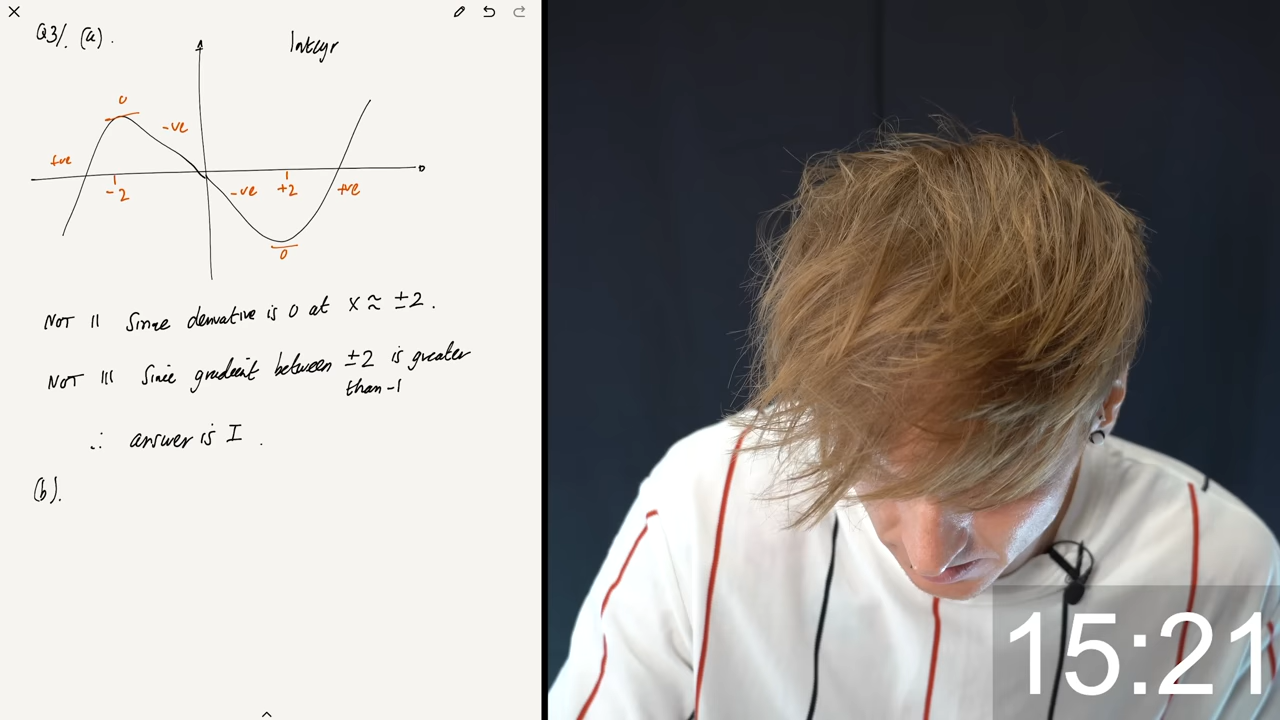 Q3/. (a).
0
-ve
+ve
-2
-ve
+2
+ve
0
NOT II Since derivative is 0 at x ≈ ±2.
NOT III Since gradient between ±2 is greater
than -1
∴ answer is I.
(b).
15:21